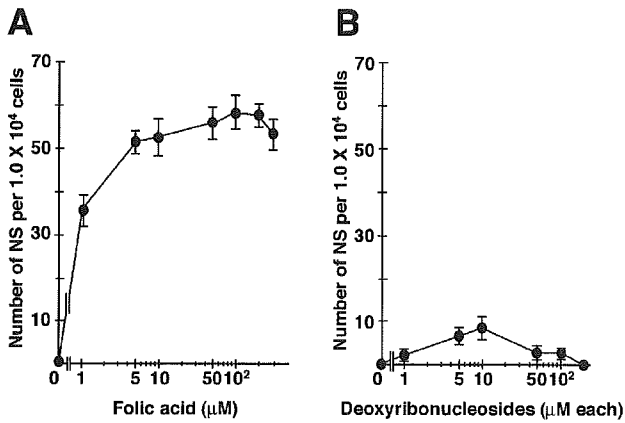 A
B
Number of NS per 1.0 X 10⁴ cells
70
50
30
10
0 1 5 10 50 10²
Folic acid (μM)
Number of NS per 1.0 X 10⁴ cells
70
50
30
10
0 1 5 10 50 10²
Deoxyribonucleosides (μM each)